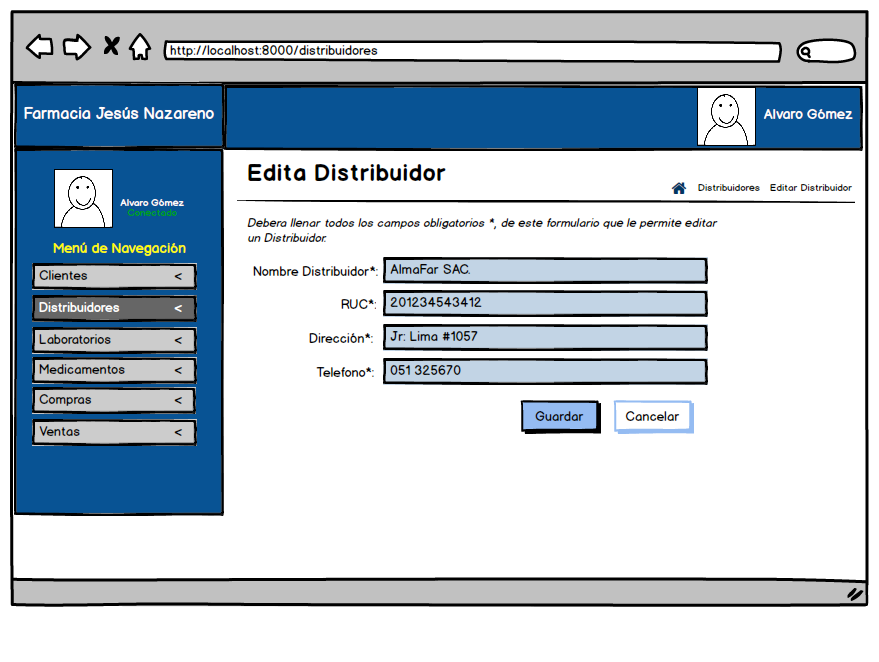 http://localhost:8000/distribuidores
Farmacia Jesús Nazareno
Alvaro Gómez
Alvaro Gómez
Conectado
Menú de Navegación
Clientes <
Distribuidores <
Laboratorios <
Medicamentos <
Compras <
Ventas <
Edita Distribuidor
Distribuidores Editar Distribuidor
Debera llenar todos los campos obligatorios *, de este formulario que le permite editar
un Distribuidor.
Nombre Distribuidor*: AlmaFar SAC.
RUC*: 201234543412
Dirección*: Jr: Lima #1057
Telefono*: 051 325670
Guardar Cancelar